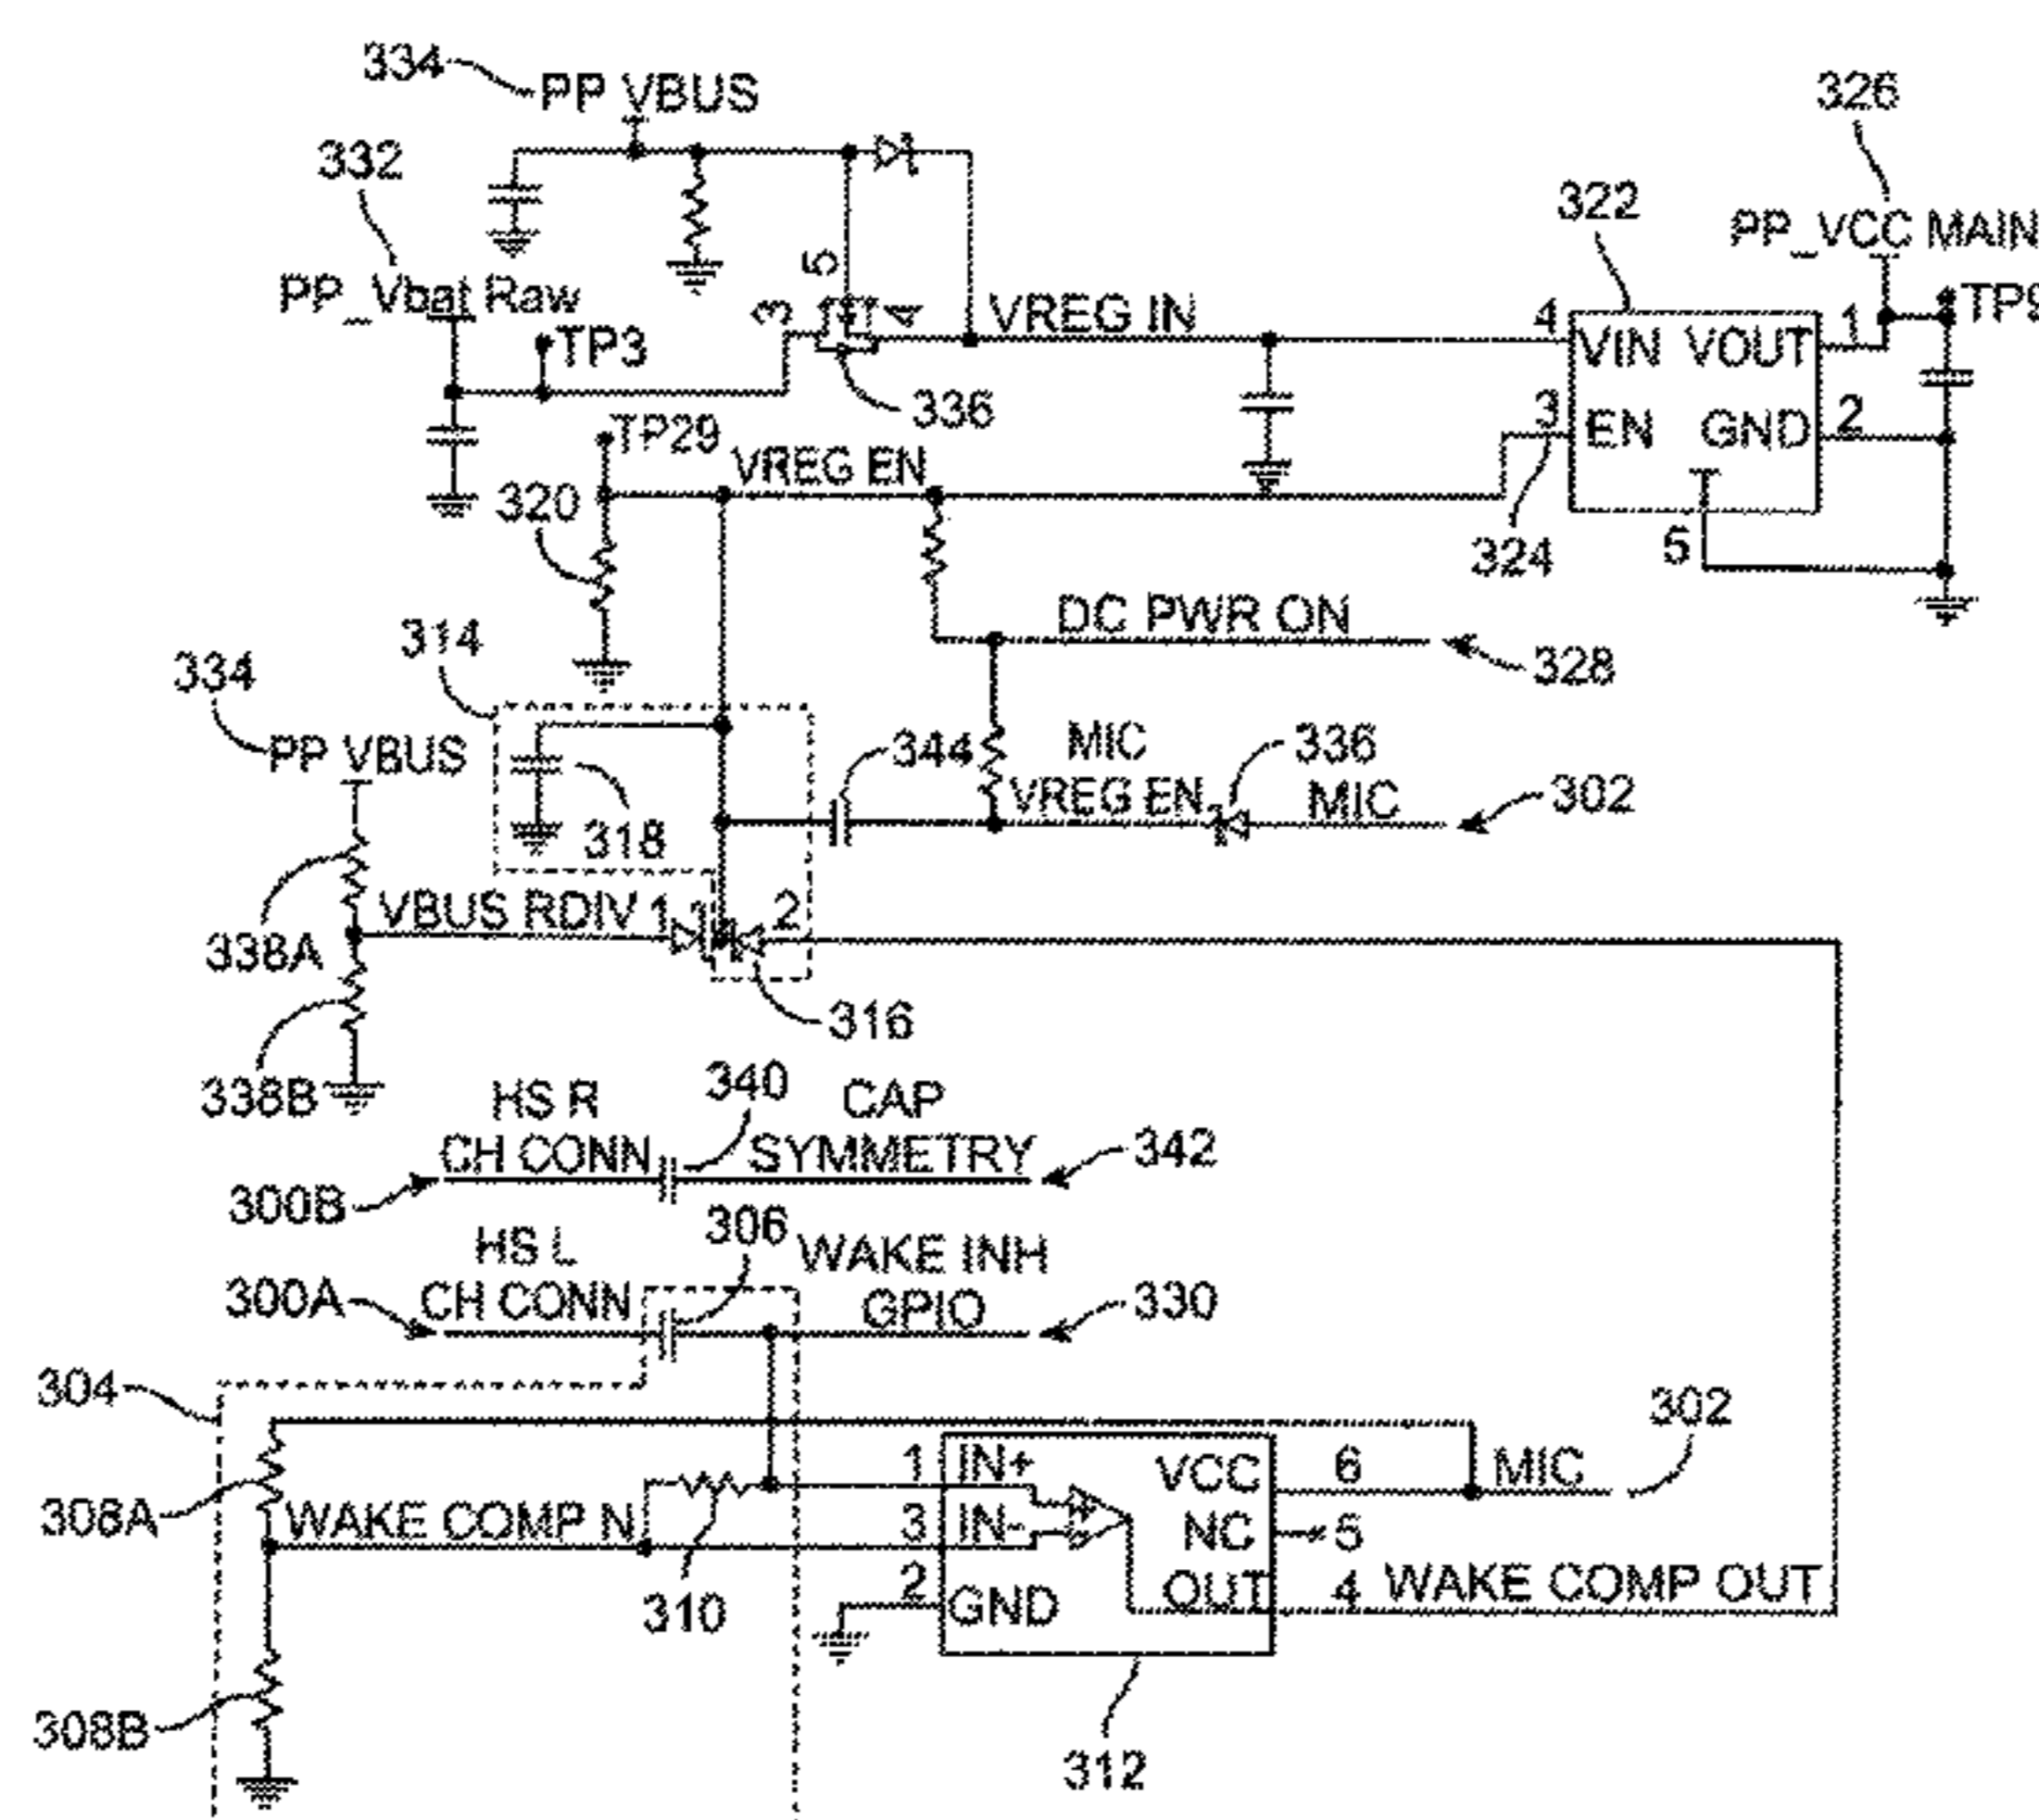 334
PP VBUS
326
332
322
PP_VCC MAIN
PP_Vbat Raw
5
3
4
VREG IN
4
1
TP9
TP3
VIN VOUT
336
3
2
TP29
EN GND
VREG EN
320
324
5
314
DC PWR ON
328
334
PP VBUS
344
MIC
336
318
VREG EN
MIC
302
VBUS RDIV 1
2
338A
316
338B
HS R
340
CAP
CH CONN
SYMMETRY
342
300B
306
HS L
WAKE INH
300A
CH CONN
GPIO
330
304
302
1 IN+
VCC
6
MIC
308A
WAKE COMP N
3 IN-
NC
5
2
GND
OUT
4
WAKE COMP OUT
310
308B
312